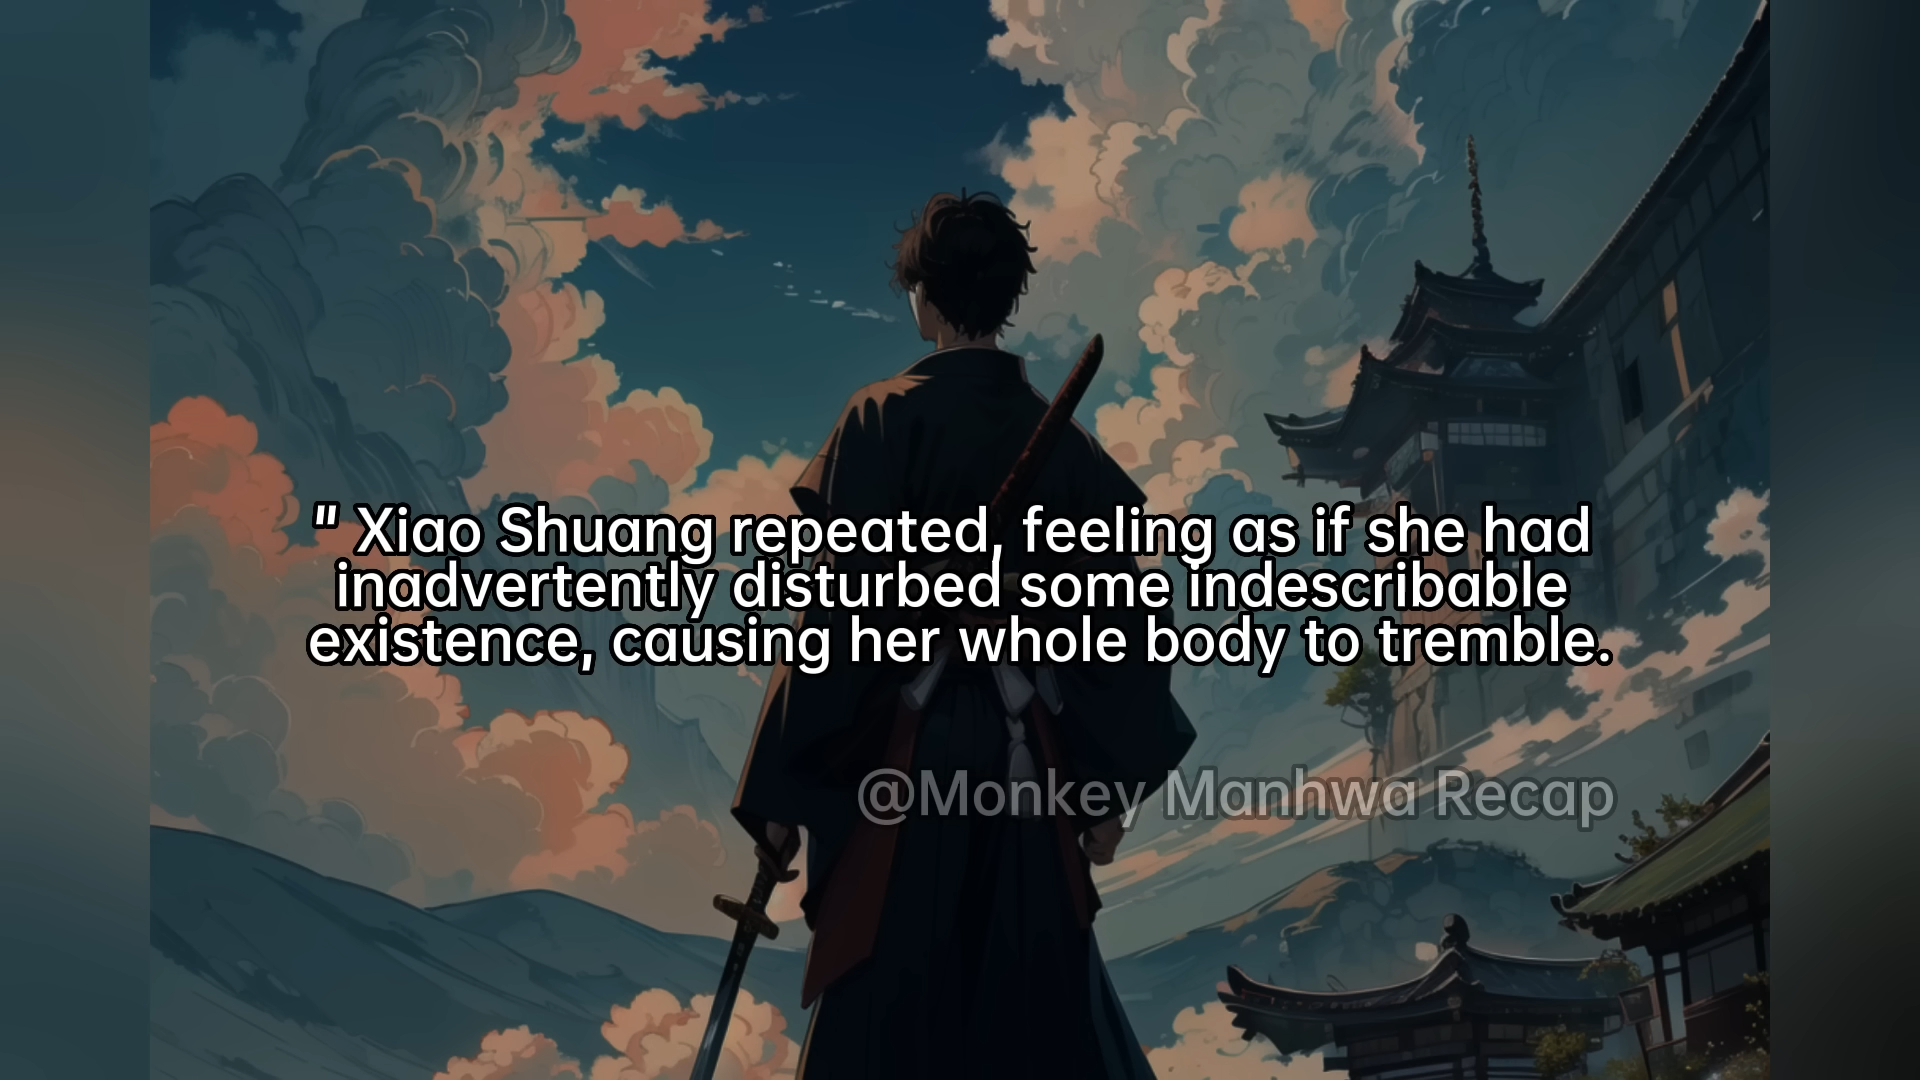 " Xiao Shuang repeated, feeling as if she had
inadvertently disturbed some indescribable
existence, causing her whole body to tremble.
@Monkey Manhwa Recap